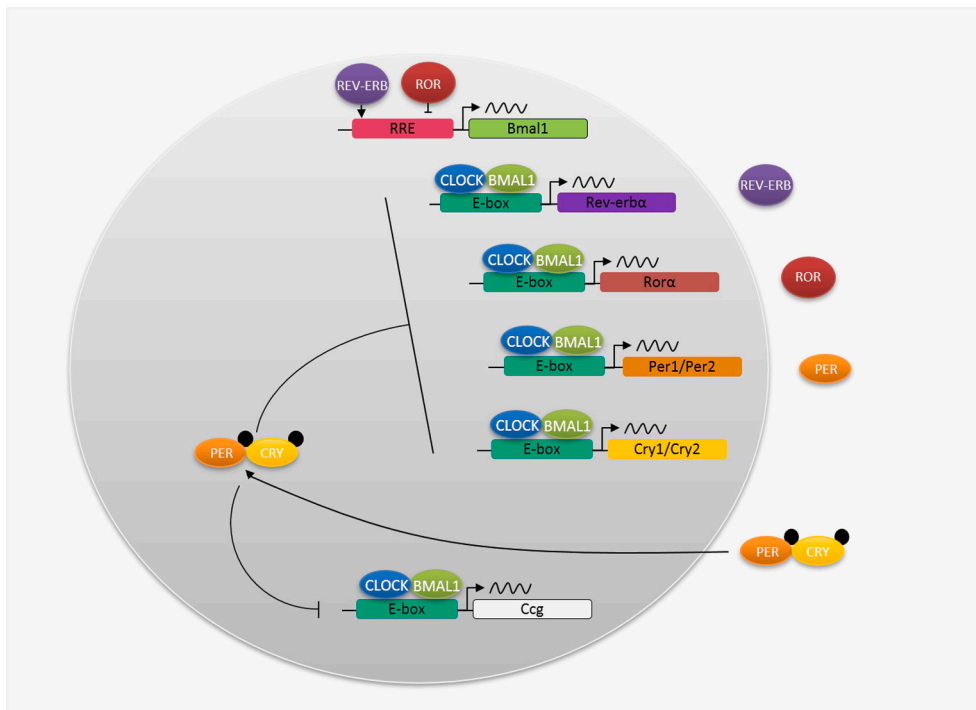 REV-ERB
ROR
RRE
Bmal1
CLOCK BMAL1
REV-ERB
E-box
Rev-erbα
CLOCK BMAL1
ROR
E-box
Rorα
CLOCK BMAL1
E-box
Per1/Per2
PER
CLOCK BMAL1
E-box
Cry1/Cry2
PER
CRY
PER
CRY
CLOCK BMAL1
E-box
Ccg